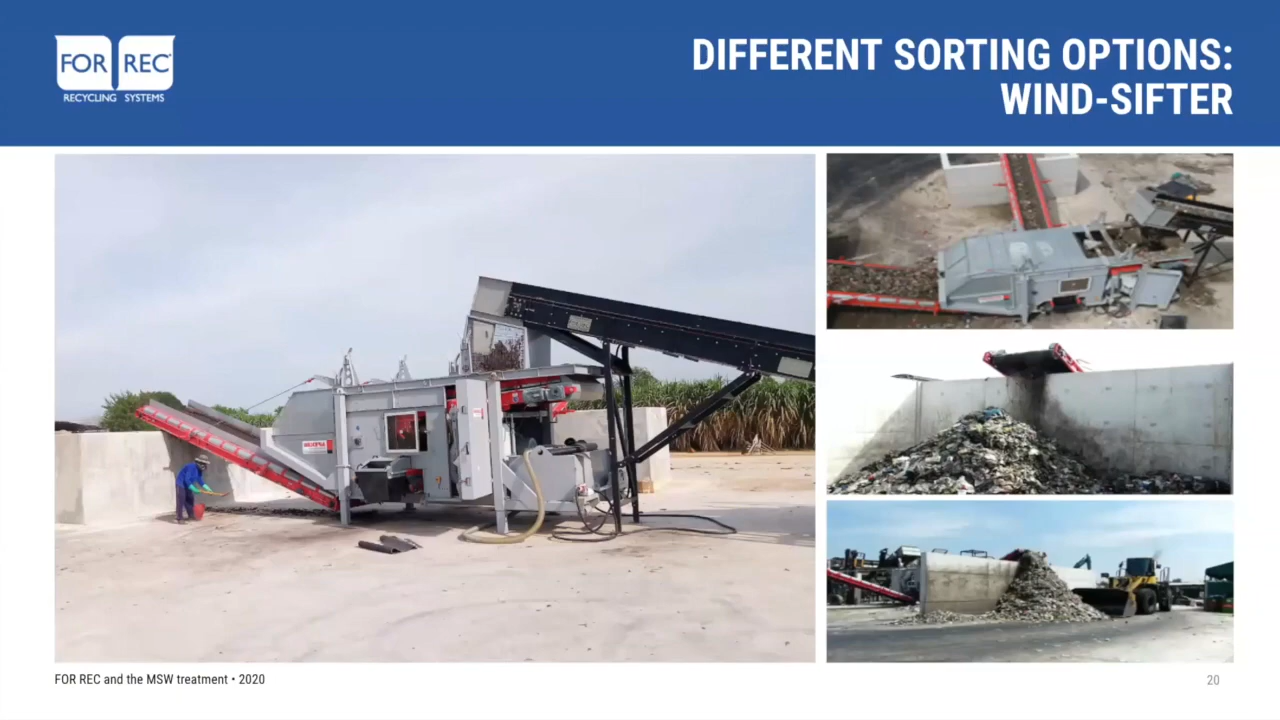 FOR REC
RECYCLING SYSTEMS
DIFFERENT SORTING OPTIONS:
WIND-SIFTER
FOR REC and the MSW treatment • 2020
20